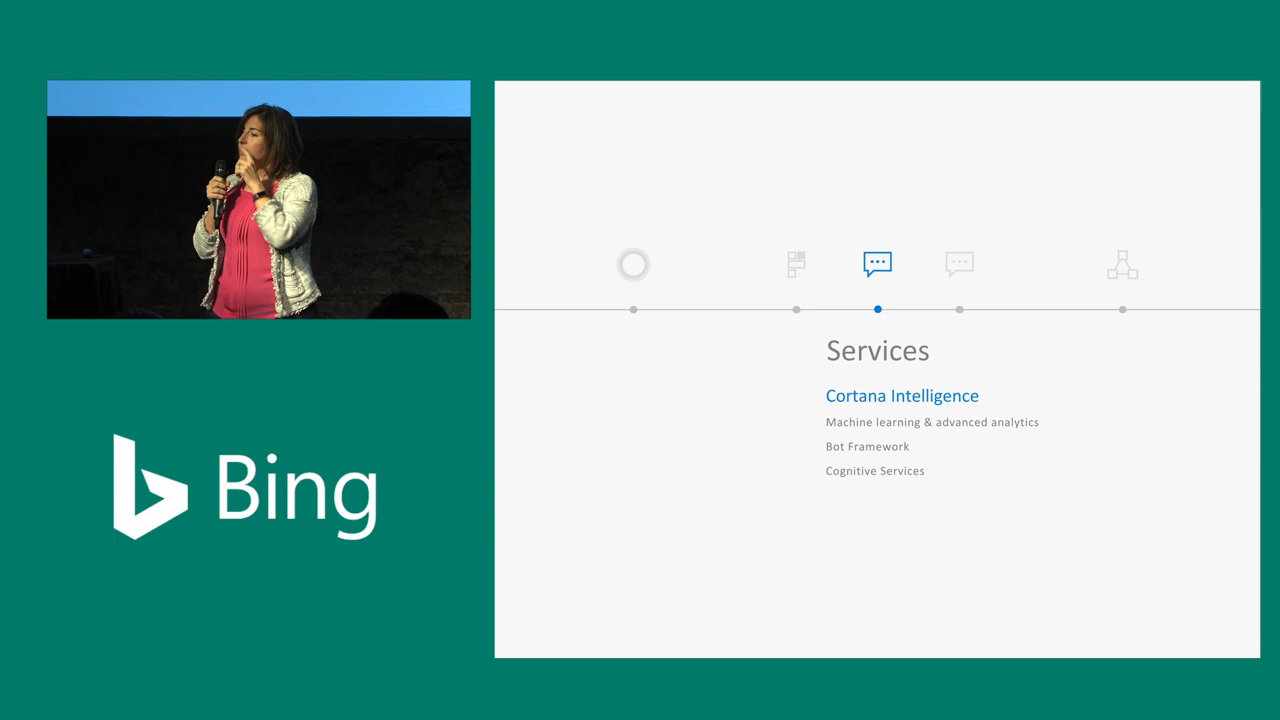 Bing
Services
Cortana Intelligence
Machine learning & advanced analytics
Bot Framework
Cognitive Services